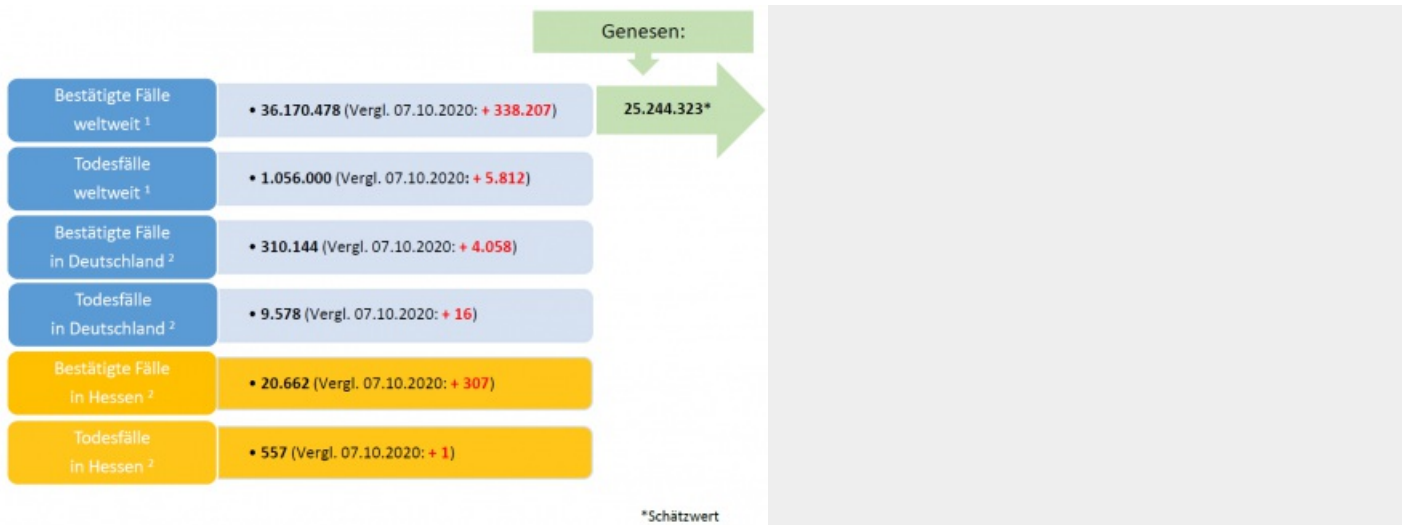 Genesen:
Bestätigte Fälle
weltweit ¹
• 36.170.478 (Vergl. 07.10.2020: + 338.207)
25.244.323*
Todesfälle
weltweit ¹
• 1.056.000 (Vergl. 07.10.2020: + 5.812)
Bestätigte Fälle
in Deutschland ²
• 310.144 (Vergl. 07.10.2020: + 4.058)
Todesfälle
in Deutschland ²
• 9.578 (Vergl. 07.10.2020: + 16)
Bestätigte Fälle
in Hessen ²
• 20.662 (Vergl. 07.10.2020: + 307)
Todesfälle
in Hessen ²
• 557 (Vergl. 07.10.2020: + 1)
*Schätzwert